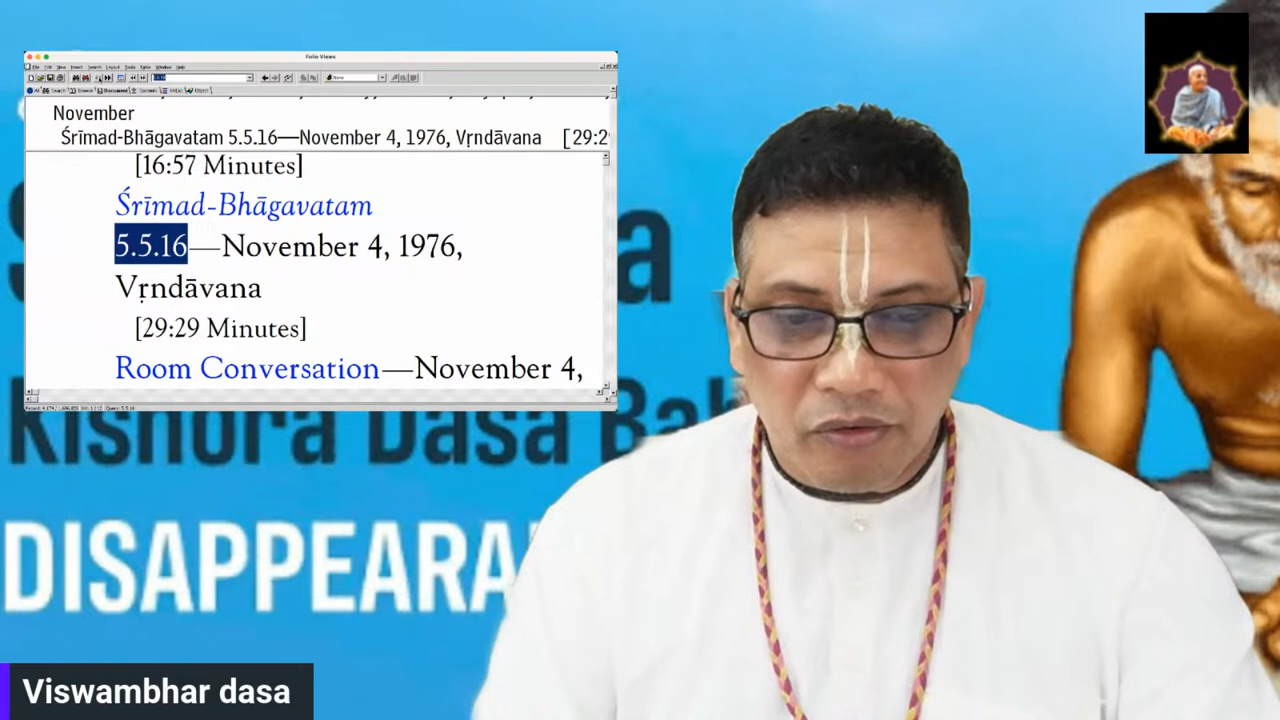 Folio Views
November
Śrīmad-Bhāgavatam 5.5.16—November 4, 1976, Vṛndāvana [29:2
[16:57 Minutes]
Śrīmad-Bhāgavatam
5.5.16—November 4, 1976,
Vṛndāvana
[29:29 Minutes]
Room Conversation—November 4,
Kishora Dasa Bab
DISAPPEARA
Viswambhar dasa